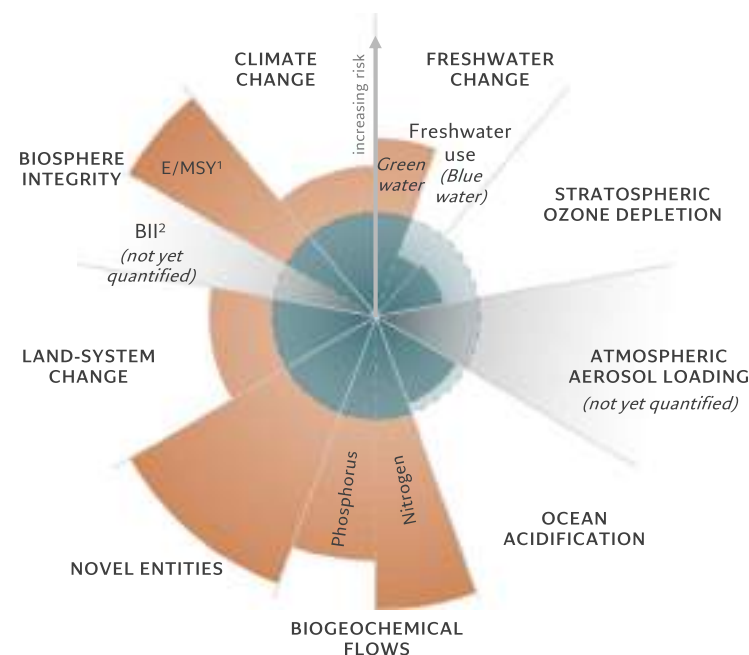 CLIMATE
CHANGE
increasing risk
FRESHWATER
CHANGE
Green
water
Freshwater
use
(Blue
water)
STRATOSPHERIC
OZONE DEPLETION
ATMOSPHERIC
AEROSOL LOADING
(not yet quantified)
OCEAN
ACIDIFICATION
BIOGEOCHEMICAL
FLOWS
Nitrogen
Phosphorus
NOVEL ENTITIES
LAND-SYSTEM
CHANGE
BIOSPHERE
INTEGRITY
E/MSY¹
BII²
(not yet
quantified)